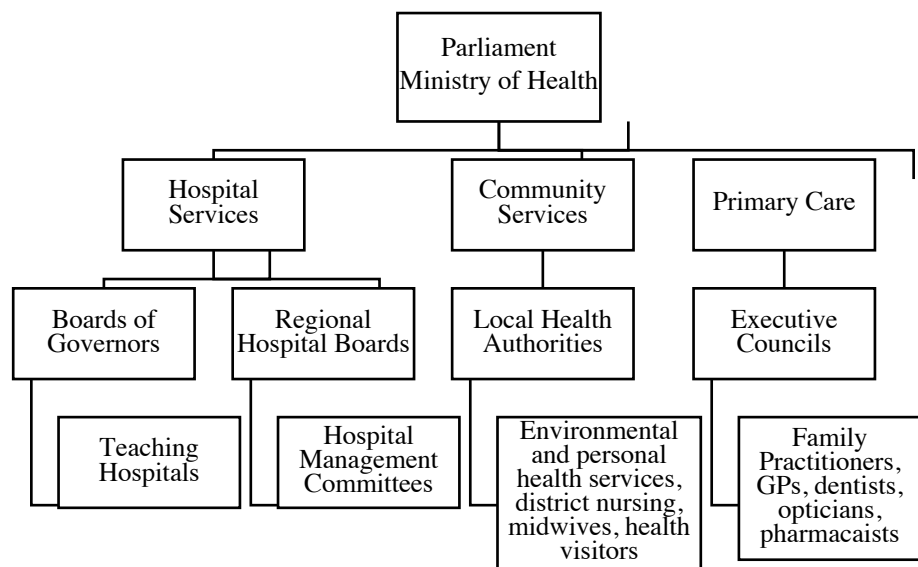 Parliament
Ministry of Health
Hospital
Services
Community
Services
Primary Care
Boards of
Governors
Regional
Hospital Boards
Local Health
Authorities
Executive
Councils
Teaching
Hospitals
Hospital
Management
Committees
Environmental
and personal
health services,
district nursing,
midwives, health
visitors
Family
Practitioners,
GPs, dentists,
opticians,
pharmacaists